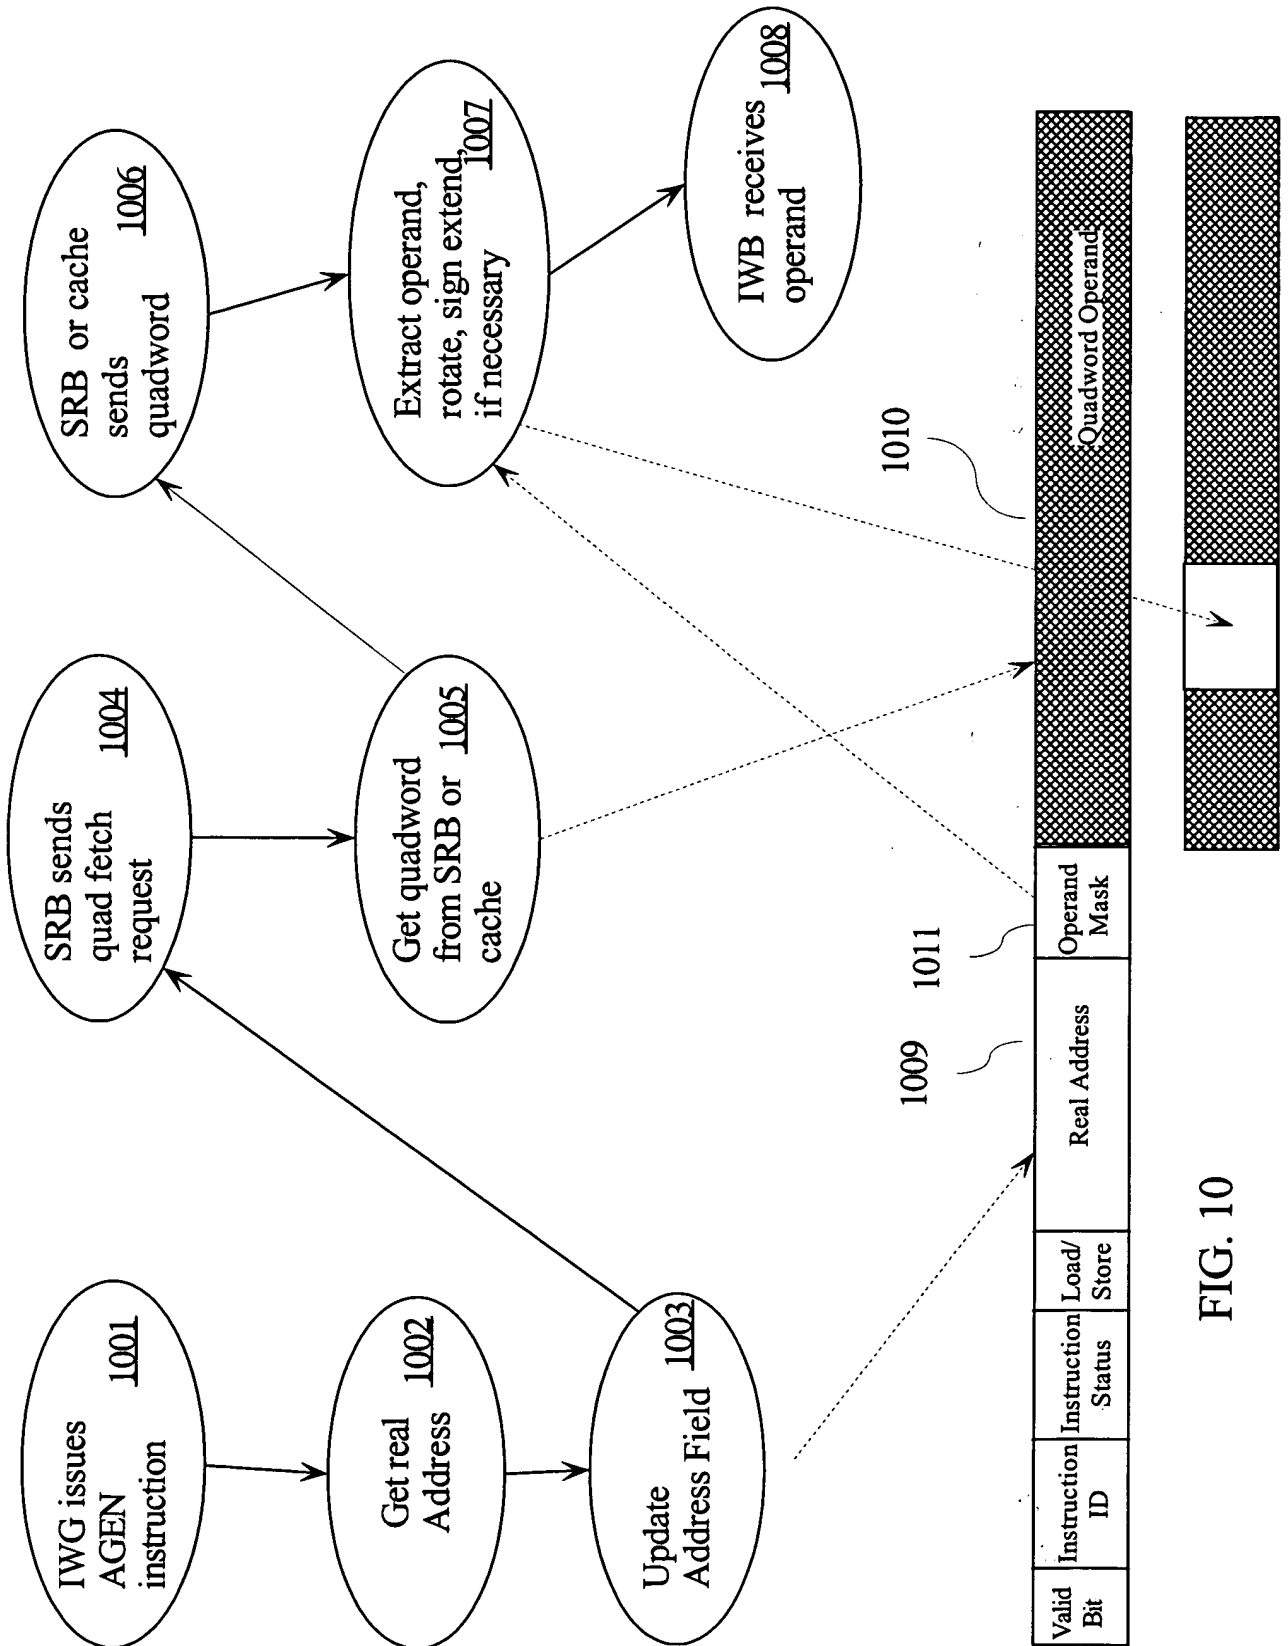 IWG issues
AGEN
instruction
1001
Get real
Address
1002
Update
Address Field
1003
SRB sends
quad fetch
request
1004
Get quadword
from SRB or
cache
1005
SRB or cache
sends
quadword
1006
Extract operand,
rotate, sign extend,
if necessary
1007
IWB receives
operand
1008
1009
1011
1010
Valid
Bit
Instruction
ID
Instruction
Status
Load/
Store
Real Address
Operand
Mask
Quadword Operand
FIG. 10